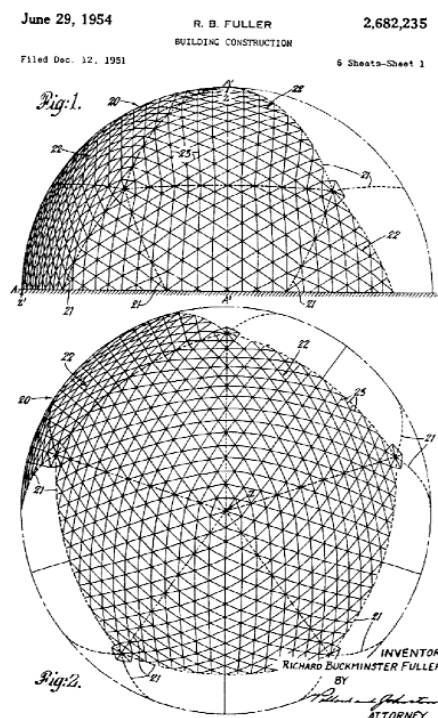 June 29, 1954 R. B. FULLER 2,682,235
BUILDING CONSTRUCTION
Filed Dec. 12, 1951 6 Sheets-Sheet 1
Fig:1.
20
A'
Z
22
22
23
21
22
A
Z'
21
21
A'
21
22
22
23
20
21
Z
21
21
21
Fig:2.
21
INVENTOR
RICHARD BUCKMINSTER FULLER
BY
ATTORNEY